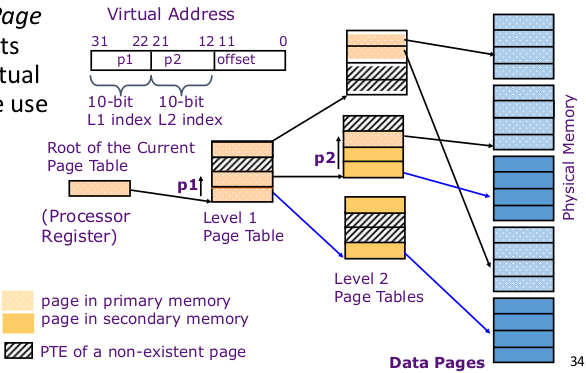 Page
ts
tual
e use
Virtual Address
31 22 21 12 11 0
p1 p2 offset
10-bit 10-bit
L1 index L2 index
Root of the Current
Page Table
p1
p2
(Processor
Register)
Level 1
Page Table
Level 2
Page Tables
Physical Memory
page in primary memory
page in secondary memory
PTE of a non-existent page
Data Pages
34